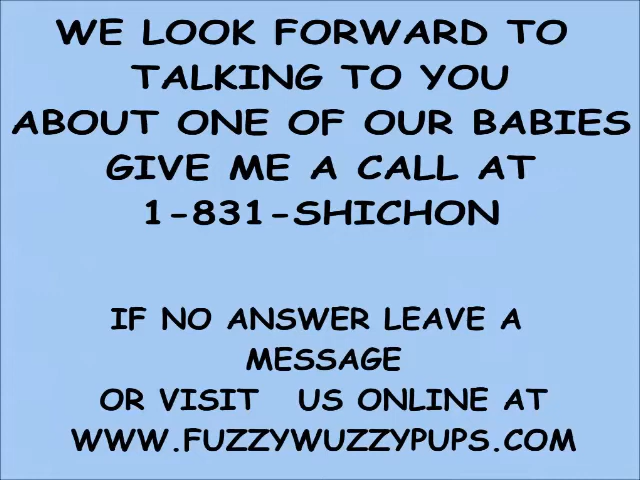 WE LOOK FORWARD TO
TALKING TO YOU
ABOUT ONE OF OUR BABIES
GIVE ME A CALL AT
1-831-SHICHON
IF NO ANSWER LEAVE A
MESSAGE
OR VISIT US ONLINE AT
WWW.FUZZYWUZZYPUPS.COM